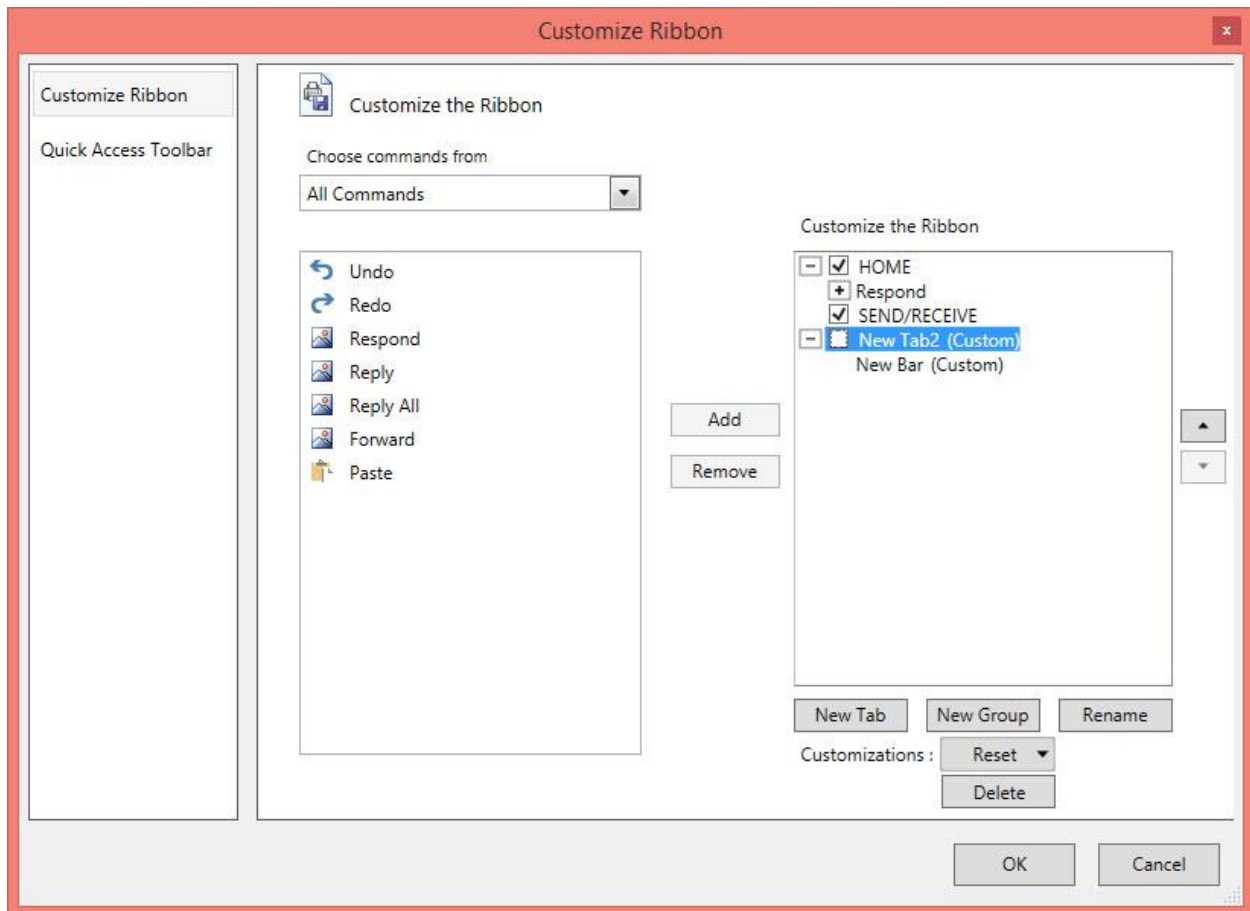 Customize Ribbon
Customize Ribbon
Quick Access Toolbar
Customize the Ribbon
Choose commands from
All Commands
Undo
Redo
Respond
Reply
Reply All
Forward
Paste
Add
Remove
Customize the Ribbon
HOME
Respond
SEND/RECEIVE
New Tab2 (Custom)
New Bar (Custom)
New Tab New Group Rename
Customizations : Reset
Delete
OK Cancel